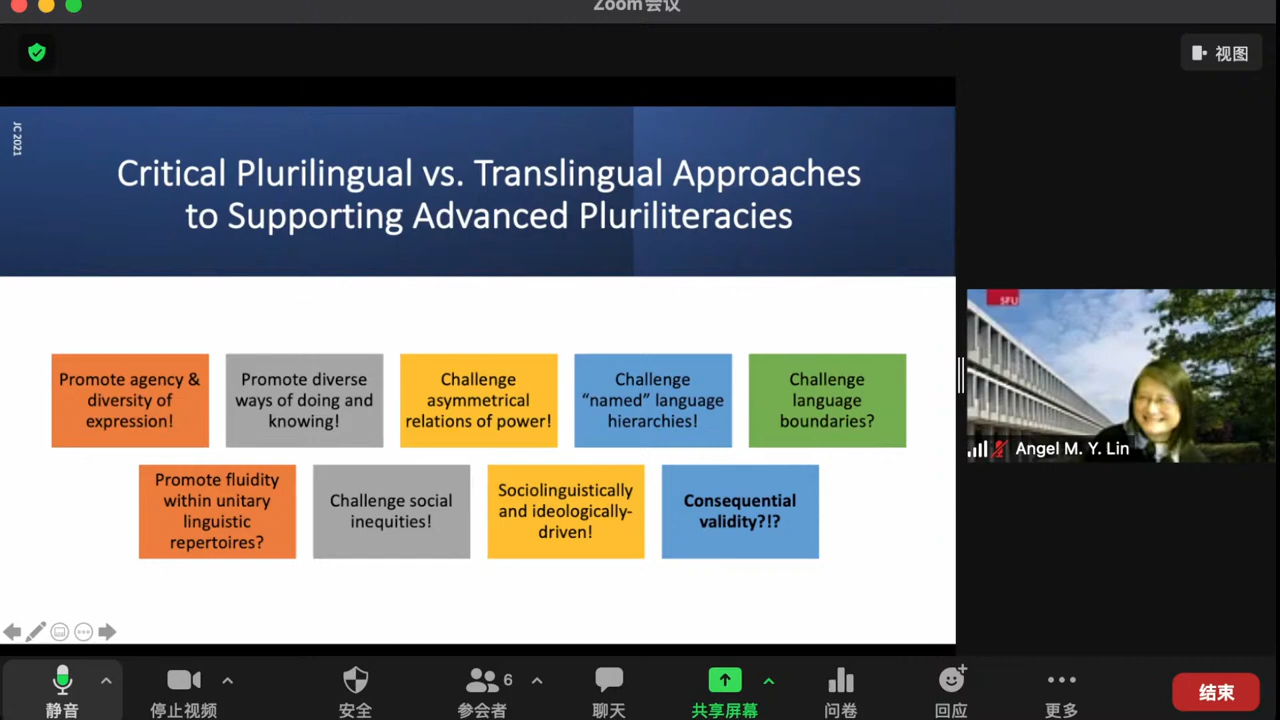 Zoom会议
视图
JC 2021
Critical Plurilingual vs. Translingual Approaches
to Supporting Advanced Pluriliteracies
Promote agency &
diversity of
expression!
Promote diverse
ways of doing and
knowing!
Challenge
asymmetrical
relations of power!
Challenge
“named” language
hierarchies!
Challenge
language
boundaries?
Promote fluidity
within unitary
linguistic
repertoires?
Challenge social
inequities!
Sociolinguistically
and ideologically-
driven!
Consequential
validity?!?
SFU
Angel M. Y. Lin
静音
停止视频
安全
6
参会者
聊天
共享屏幕
问卷
回应
更多
结束